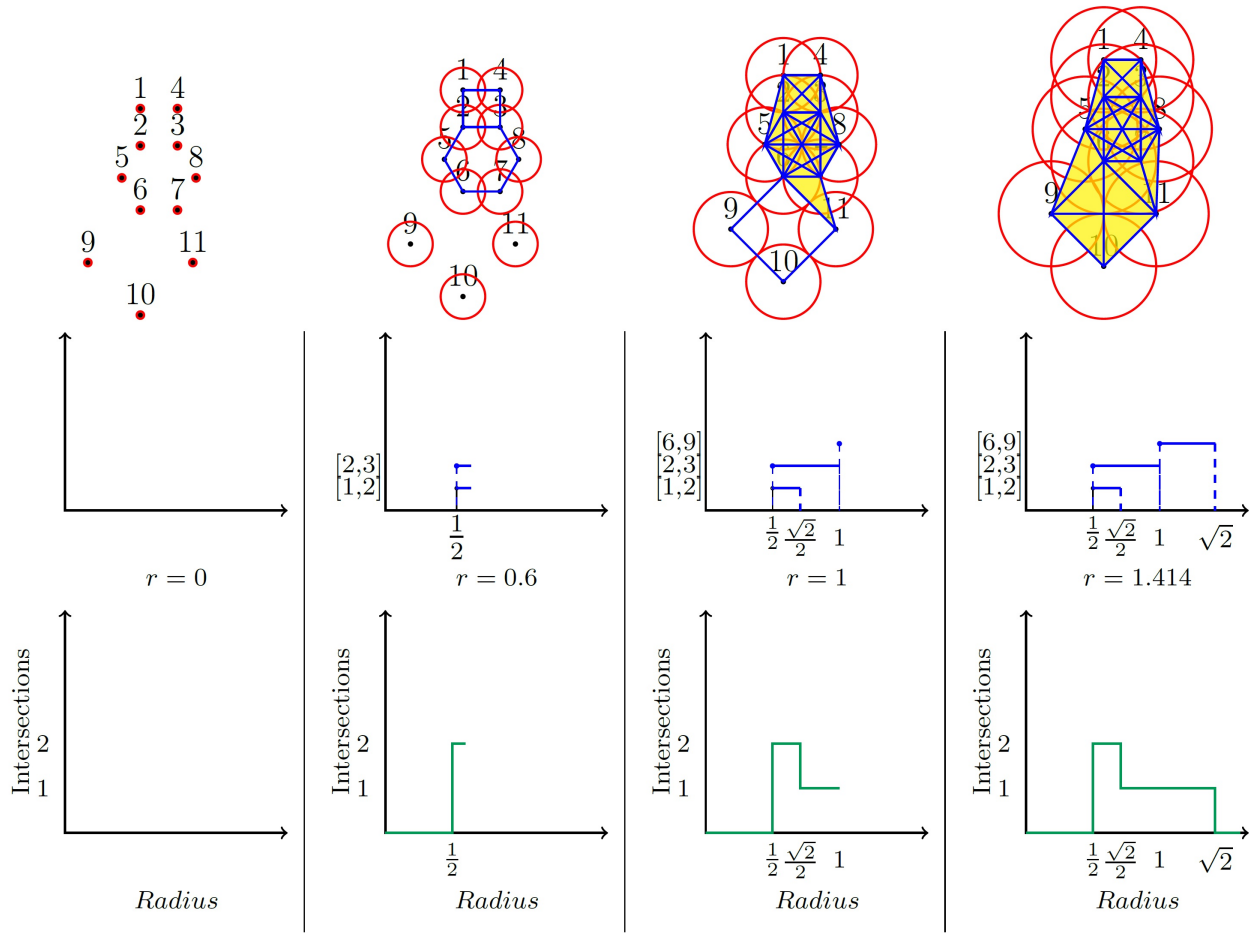 1 4
2 3
5 8
6 7
9 11
10
1 4
2 3
5 8
6 7
9 11
10
1 4
5 8
9 11
10
1 4
5 8
9 11
10
[2,3]
[1,2]
1/2
[6,9]
[2,3]
[1,2]
1/2 √2/2 1
[6,9]
[2,3]
[1,2]
1/2 √2/2 1 √2
r = 0
r = 0.6
r = 1
r = 1.414
Intersections
2
1
Radius
Intersections
2
1
1/2
Radius
Intersections
2
1
1/2 √2/2 1
Radius
Intersections
2
1
1/2 √2/2 1 √2
Radius